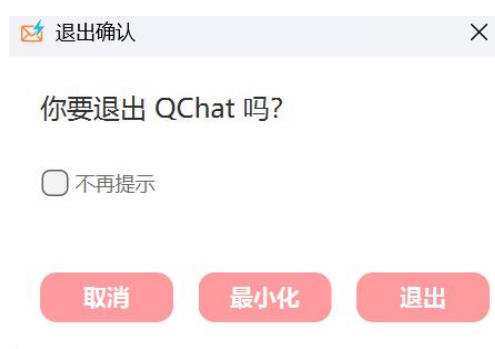 退出确认
你要退出 QChat 吗?
不再提示
取消
最小化
退出